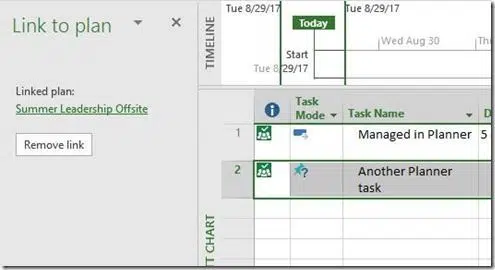 Link to plan
Linked plan:
Summer Leadership Offsite
Remove link
TIMELINE
Tue 8/29/17
Tue 8/29/17
Today
Wed Aug 30
Start
Tue 8/29/17
Task Mode
Task Name
1
Managed in Planner
5
2
Another Planner
task